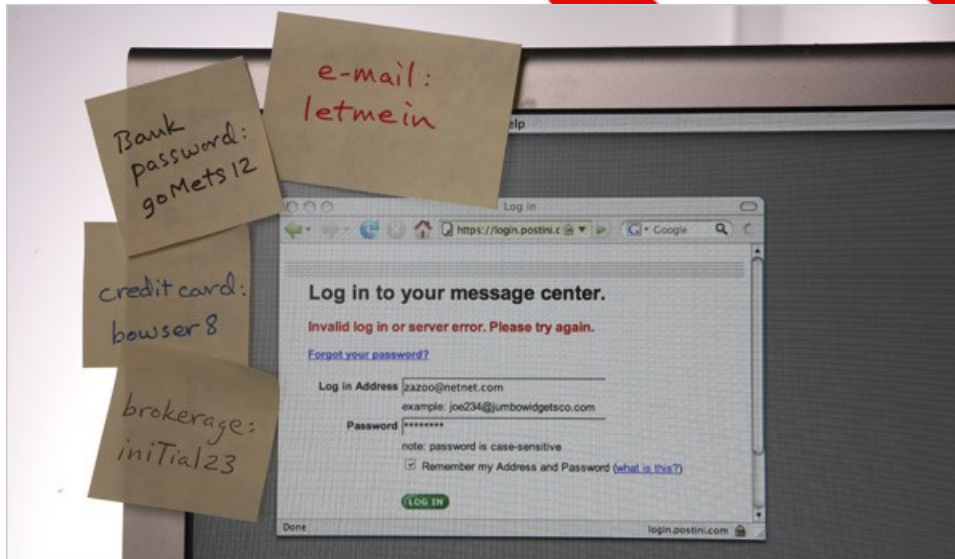 e-mail:
letmein
Bank
password:
goMets12
credit card:
bowser8
brokerage:
iniTial23
elp
Log in
https://login.postini.c
Google
Log in to your message center.
Invalid log in or server error. Please try again.
Forgot your password?
Log in Address zazoo@netnet.com
example: joe234@jumbowidgetsco.com
Password ********
note: password is case-sensitive
Remember my Address and Password (what is this?)
LOG IN
Done login.postini.com